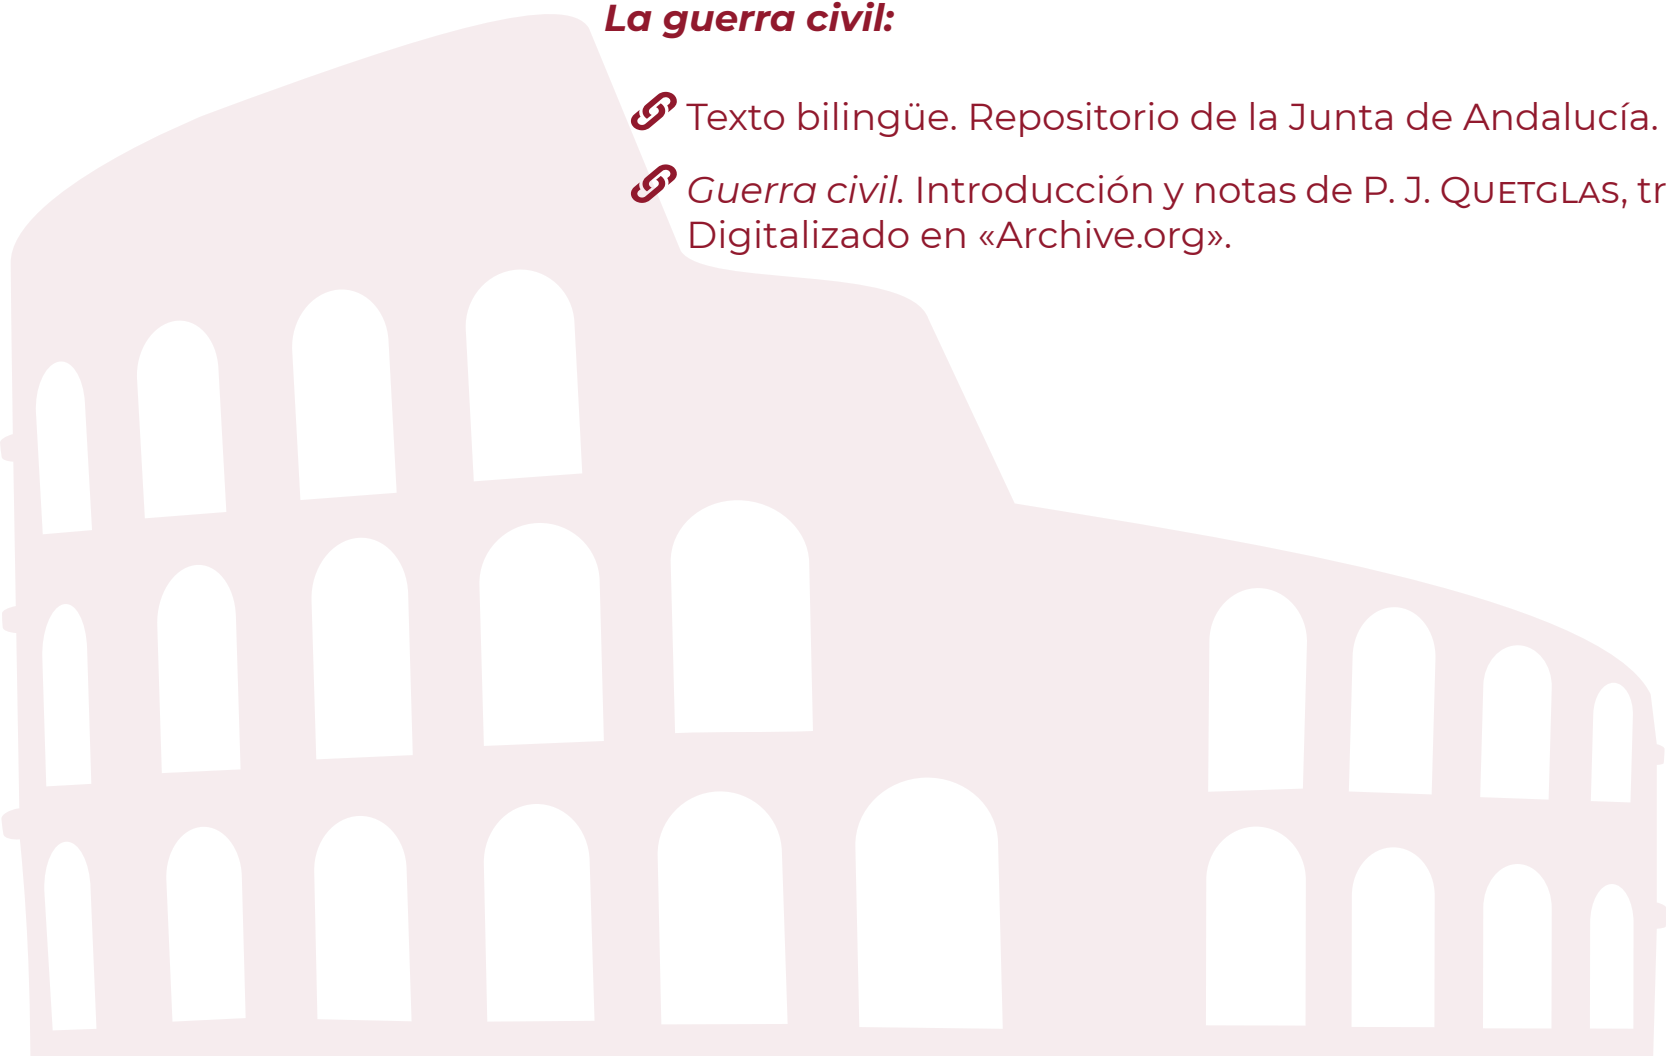 La guerra civil:
Texto bilingüe. Repositorio de la Junta de Andalucía.
Guerra civil. Introducción y notas de P. J. QUETGLAS, tr
Digitalizado en «Archive.org».